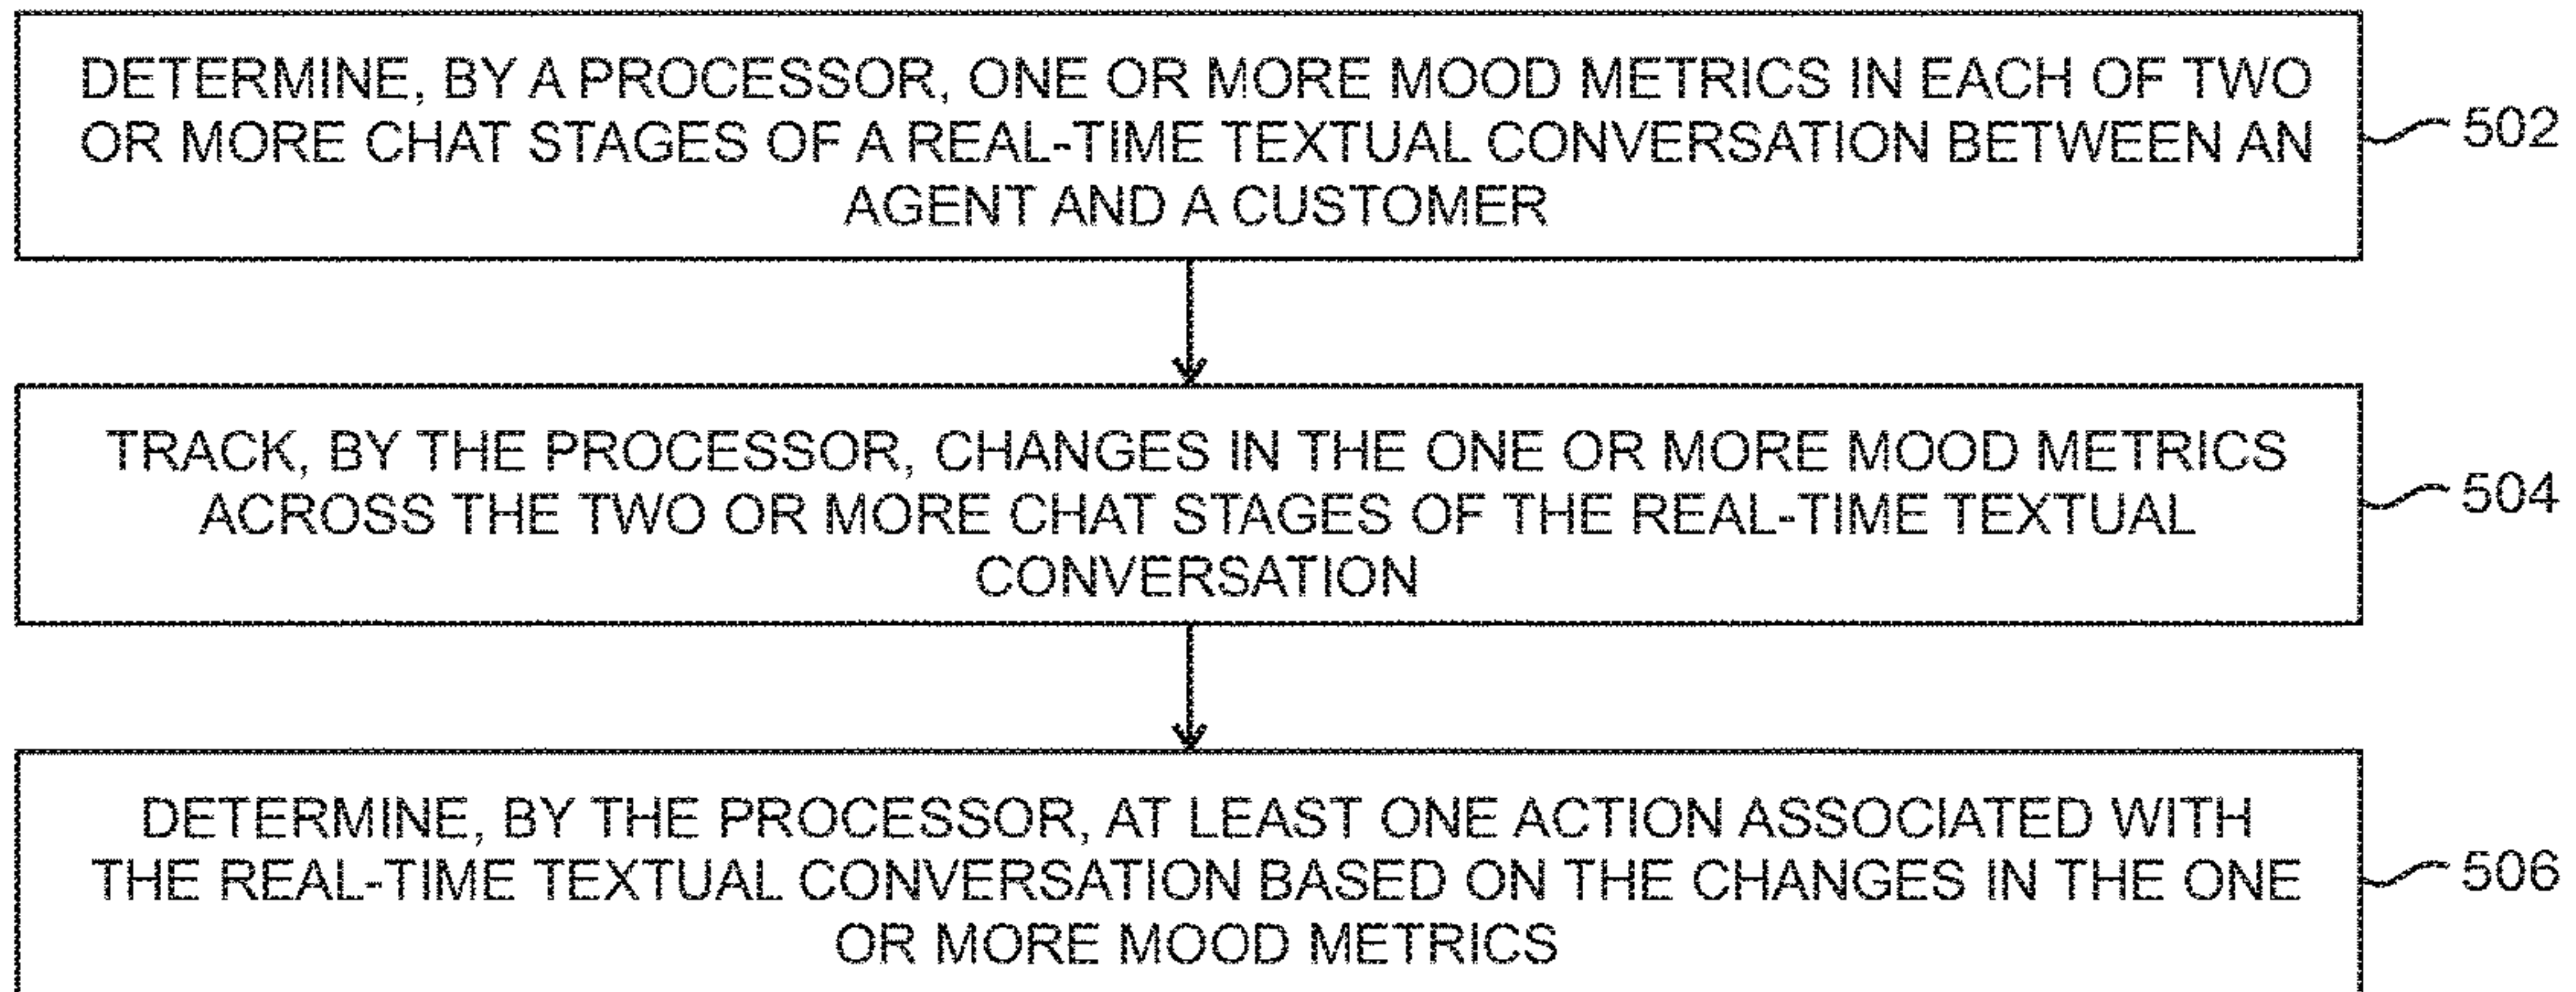 DETERMINE, BY A PROCESSOR, ONE OR MORE MOOD METRICS IN EACH OF TWO
OR MORE CHAT STAGES OF A REAL-TIME TEXTUAL CONVERSATION BETWEEN AN
AGENT AND A CUSTOMER
502
TRACK, BY THE PROCESSOR, CHANGES IN THE ONE OR MORE MOOD METRICS
ACROSS THE TWO OR MORE CHAT STAGES OF THE REAL-TIME TEXTUAL
CONVERSATION
504
DETERMINE, BY THE PROCESSOR, AT LEAST ONE ACTION ASSOCIATED WITH
THE REAL-TIME TEXTUAL CONVERSATION BASED ON THE CHANGES IN THE ONE
OR MORE MOOD METRICS
506